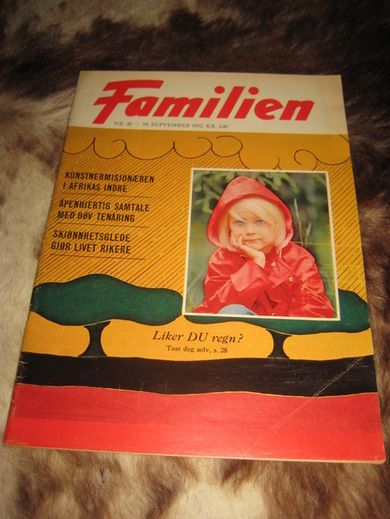 Familien
NR. 20 — 19. SEPTEMBER 1972 KR. 3.00
KUNSTNERMISJONÆREN
I AFRIKAS INDRE
ÅPENHJERTIG SAMTALE
MED DØV TENÅRING
SKJØNNHETSGLEDE
GJØR LIVET RIKERE
Liker DU regn?
Test deg selv, s. 28